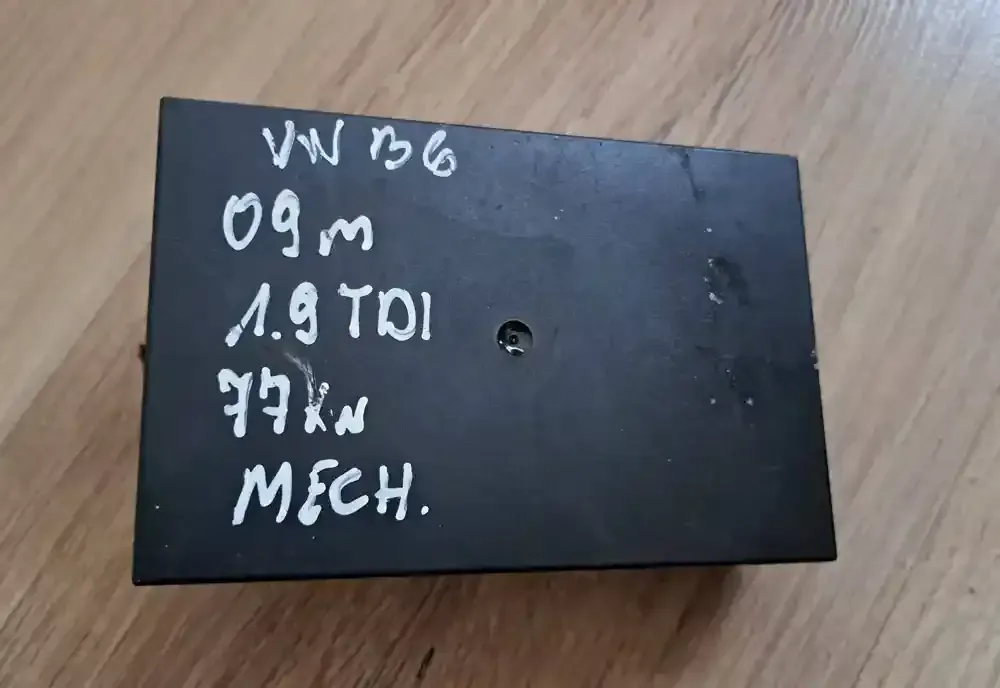 VW B6
09m
1.9 TDI
77kW
MECH.